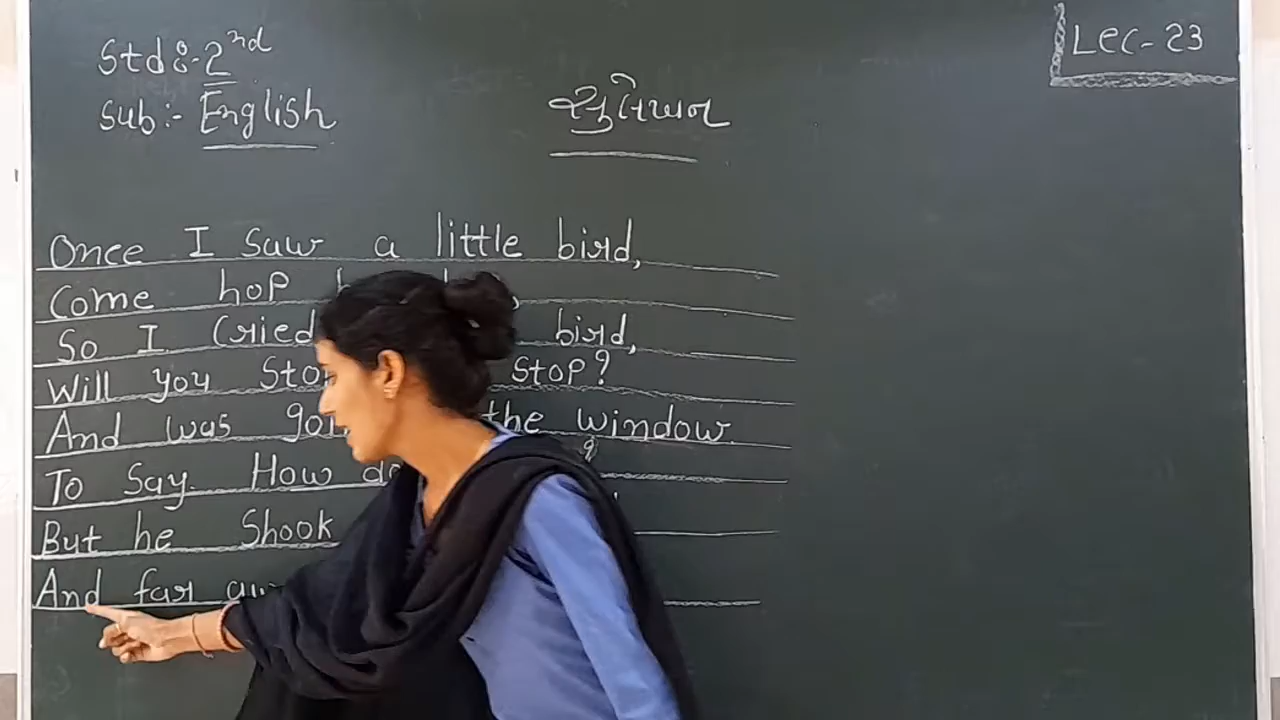 Std:- 2nd
Sub:- English
સુલેખન
Lec - 23
Once I Saw a little bird,
Come hop
So I Cried bird,
Will you Stop?
And was the window.
To Say. How do
But he Shook
And far